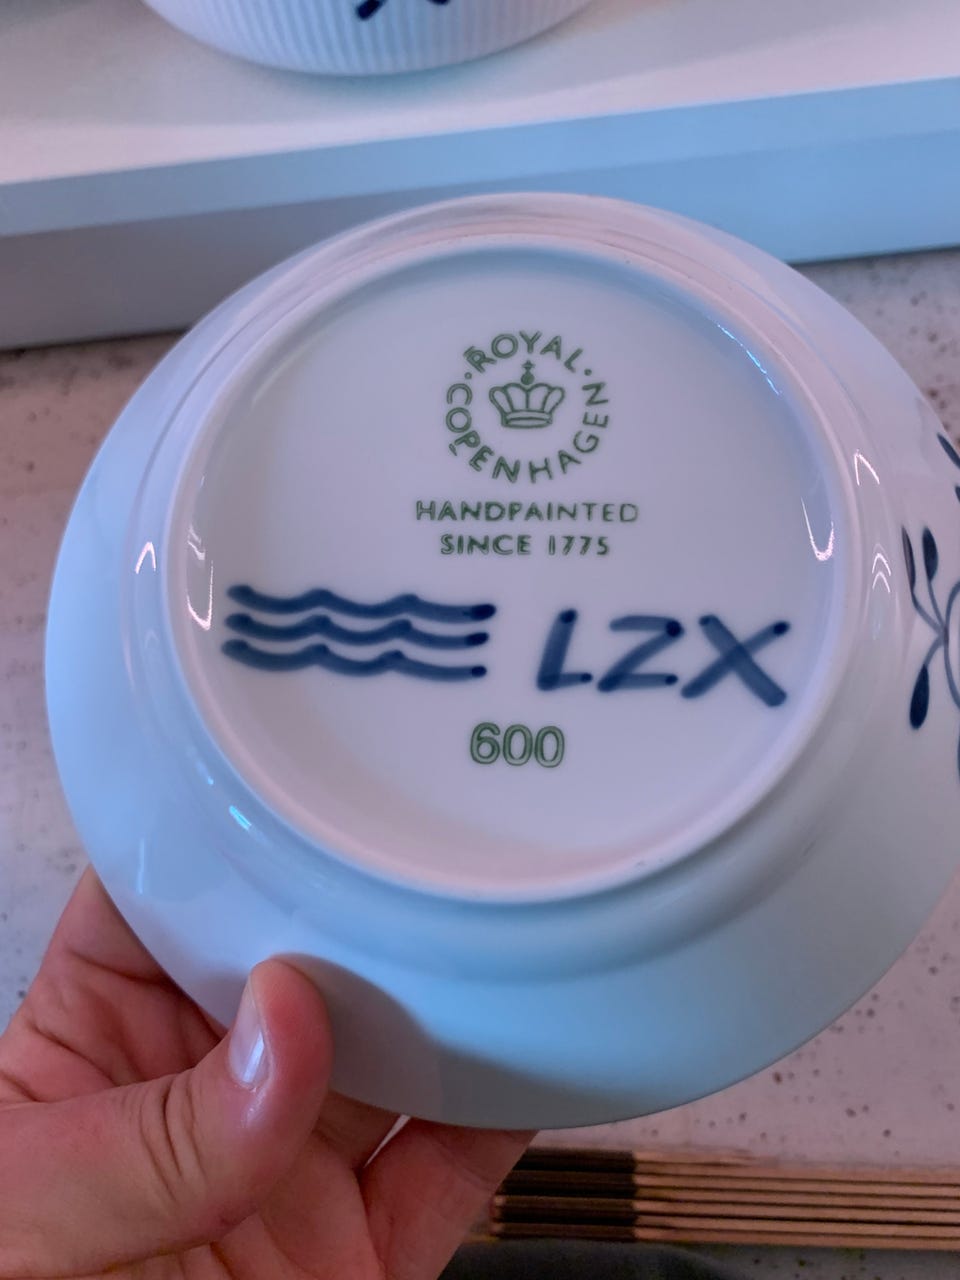 ROYAL · COPENHAGEN ·
HANDPAINTED
SINCE 1775
LZX
600